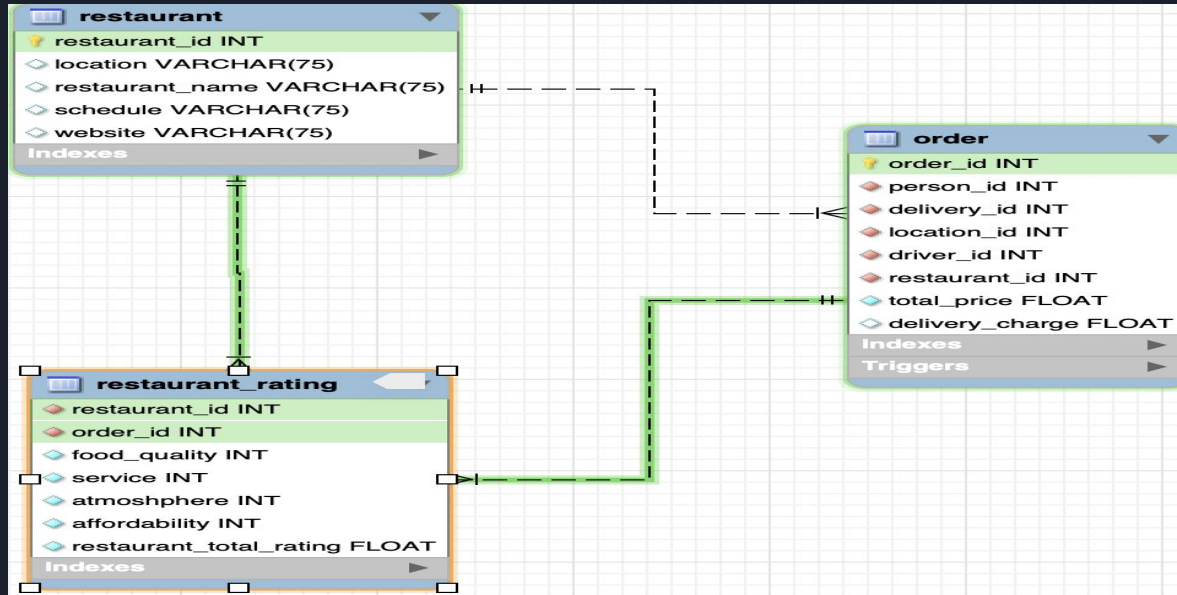 restaurant
restaurant_id INT
location VARCHAR(75)
restaurant_name VARCHAR(75)
schedule VARCHAR(75)
website VARCHAR(75)
Indexes
order
order_id INT
person_id INT
delivery_id INT
location_id INT
driver_id INT
restaurant_id INT
total_price FLOAT
delivery_charge FLOAT
Indexes
Triggers
restaurant_rating
restaurant_id INT
order_id INT
food_quality INT
service INT
atmoshphere INT
affordability INT
restaurant_total_rating FLOAT
Indexes